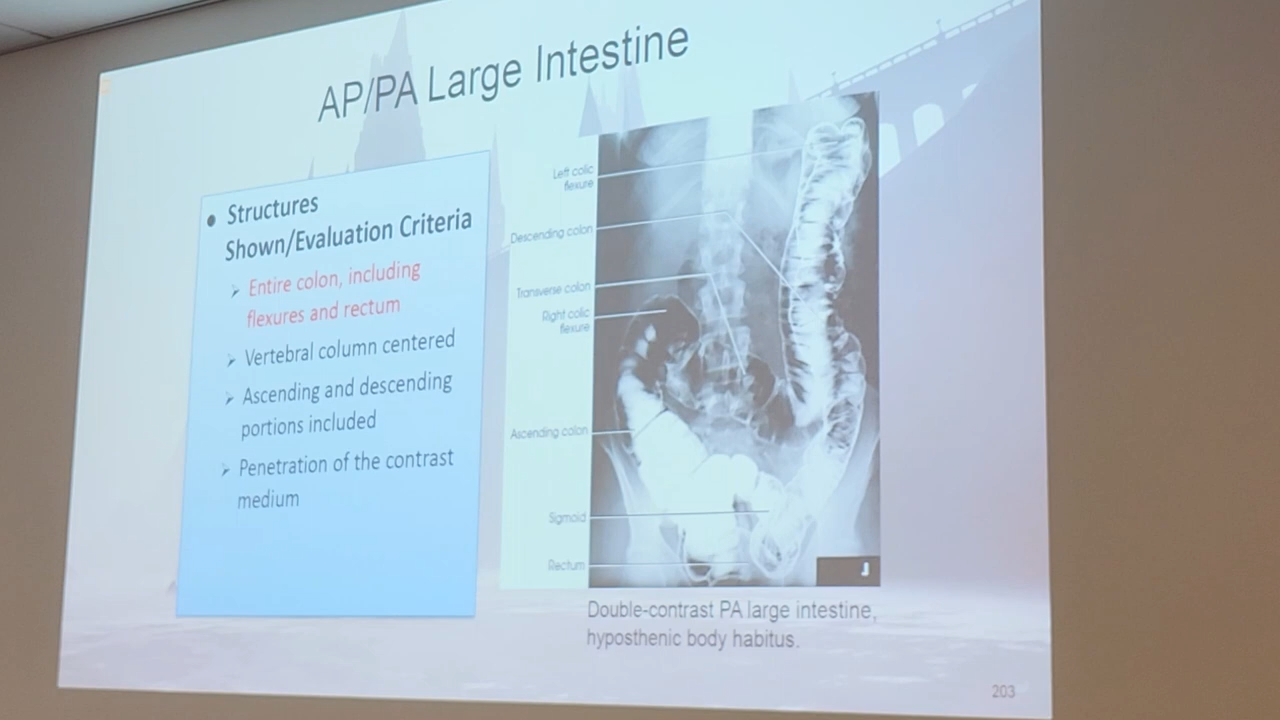 AP/PA Large Intestine
• Structures
Shown/Evaluation Criteria
➢ Entire colon, including
flexures and rectum
➢ Vertebral column centered
➢ Ascending and descending
portions included
➢ Penetration of the contrast
medium
Left colic
flexure
Descending colon
Transverse colon
Right colic
flexure
Ascending colon
Sigmoid
Rectum
Double-contrast PA large intestine,
hyposthenic body habitus.
203